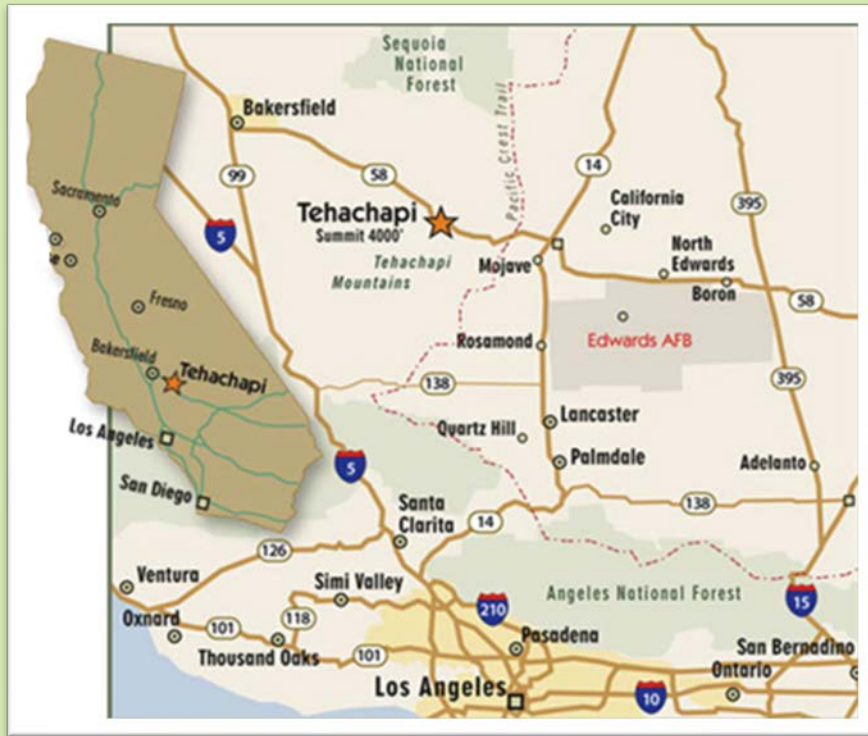 Sequoia
National
Forest
Bakersfield
99
58
Pacific Crest Trail
14
395
5
Tehachapi
Summit 4000'
Tehachapi
Mountains
California
City
Mojave
North
Edwards
Boron
58
Rosamond
Edwards AFB
138
395
Quartz Hill
Lancaster
Palmdale
Adelanto
5
138
Santa
Clarita
14
126
Ventura
Simi Valley
210
Angeles National Forest
15
Oxnard
101
118
Thousand Oaks
101
Pasadena
San Bernadino
Ontario
Los Angeles
10
Sacramento
se
Fresno
Bakersfield
Tehachapi
Los Angeles
San Diego